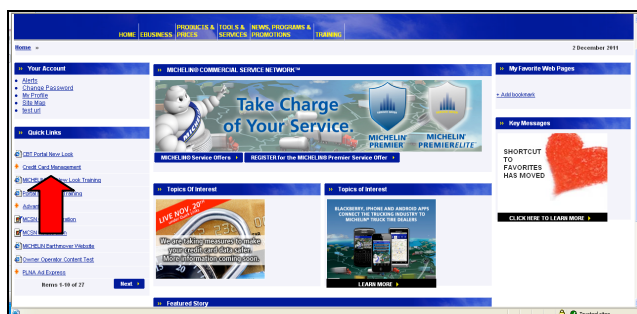 PRODUCTS & TOOLS & NEWS, PROGRAMS &
HOME EBUSINESS PRICES SERVICES PROMOTIONS TRAINING
Home »
2 December 2011
» Your Account
Alerts
Change Password
My Profile
Site Map
test url
» Quick Links
CBT Portal New Look
Credit Card Management
MICHELIN New Look Training
Training
MCSN
MCSN
MICHELIN Earthmover Website
Owner Operator Content Test
PLNA Ad Express
Items 1-10 of 27
Next
» MICHELIN® COMMERCIAL SERVICE NETWORK™
Take Charge
of Your Service.
MICHELIN
PREMIER
MICHELIN
PREMIERELITE
MICHELIN® Service Offers
REGISTER for the MICHELIN® Premier Service Offer
» Topics Of Interest
LIVE NOV. 20TH
We are taking measures to make
your credit card data safer.
More information coming soon.
» Topics of Interest
BLACKBERRY, IPHONE AND ANDROID APPS
CONNECT THE TRUCKING INDUSTRY TO
MICHELIN® TRUCK TIRE DEALERS
LEARN MORE
» Featured Story
» My Favorite Web Pages
+ Add bookmark
» Key Messages
SHORTCUT
TO
FAVORITES
HAS MOVED
CLICK HERE TO LEARN MORE
Trusted sites